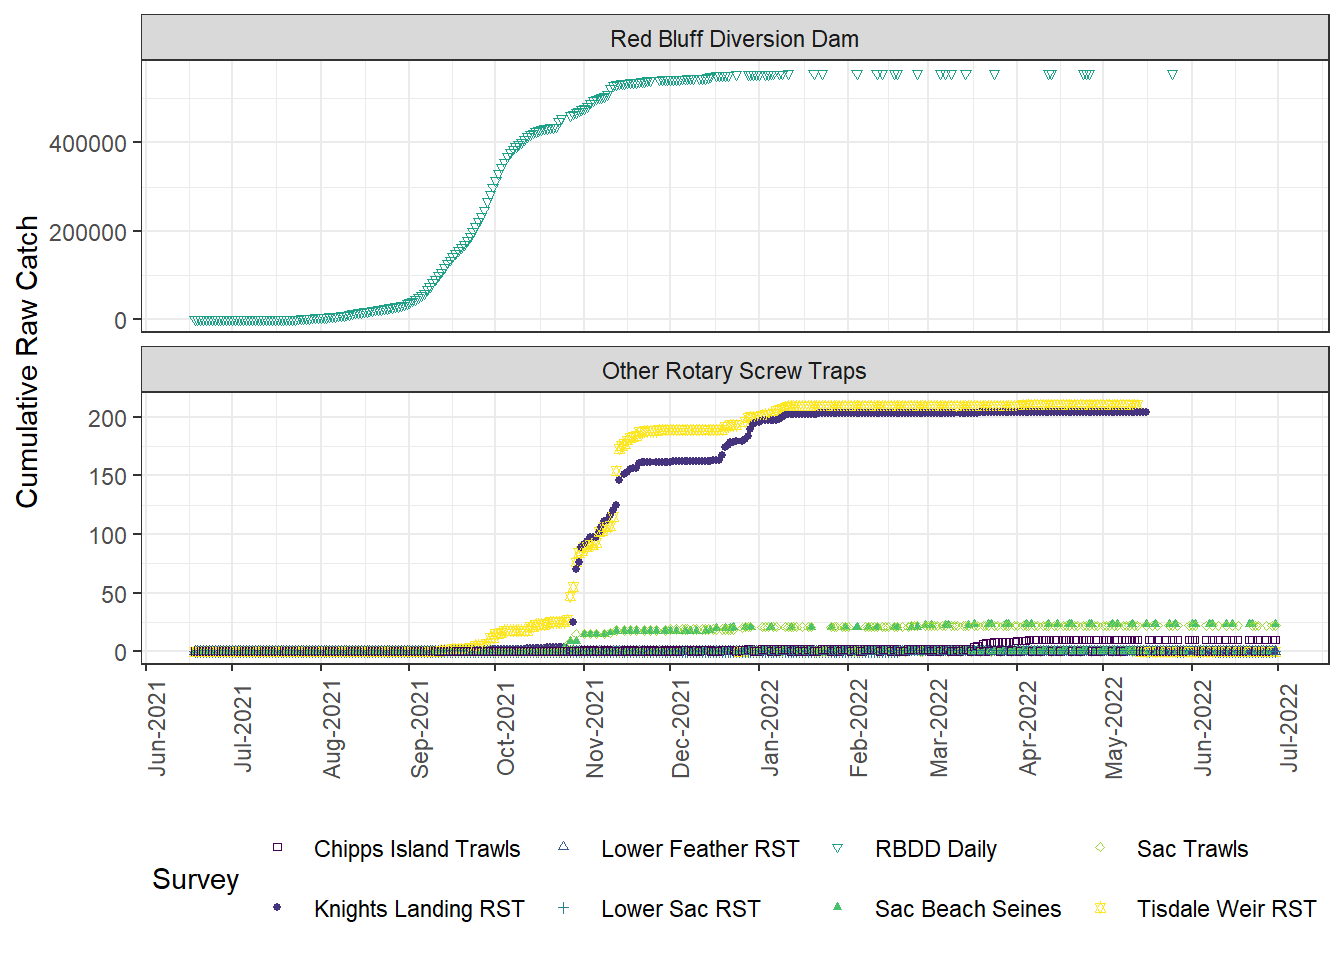 Red Bluff Diversion Dam
400000
200000
0
Cumulative Raw Catch
Other Rotary Screw Traps
200
150
100
50
0
Jun-2021
Jul-2021
Aug-2021
Sep-2021
Oct-2021
Nov-2021
Dec-2021
Jan-2022
Feb-2022
Mar-2022
Apr-2022
May-2022
Jun-2022
Jul-2022
Survey
Chipps Island Trawls
Lower Feather RST
RBDD Daily
Sac Trawls
Knights Landing RST
Lower Sac RST
Sac Beach Seines
Tisdale Weir RST